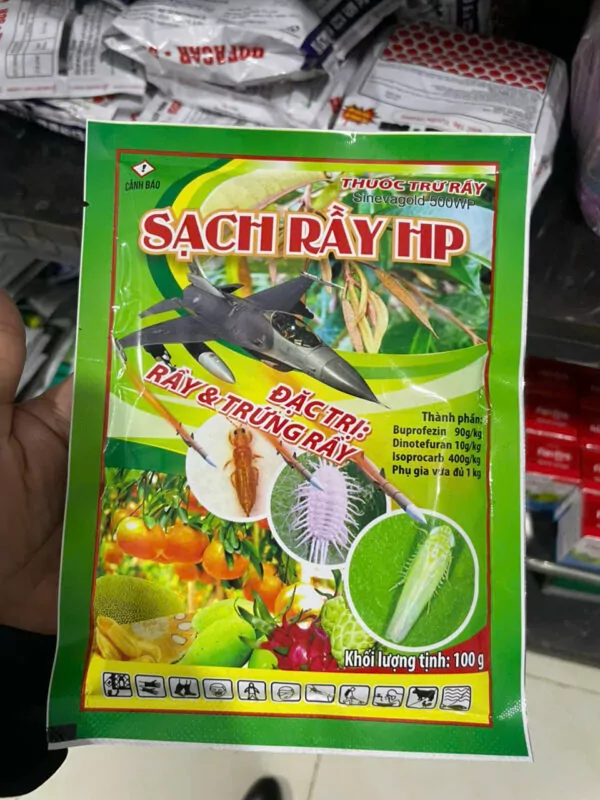 CẢNH BÁO
THUỐC TRỪ RẦY
Sinevagold 500WP
SẠCH RẦY HP
ĐẶC TRỊ:
RẦY & TRỨNG RẦY
Thành phần:
Buprofezin 90g/kg
Dinotefuran 10g/kg
Isoprocarb 400g/kg
Phụ gia vừa đủ 1 kg
Khối lượng tịnh: 100 g